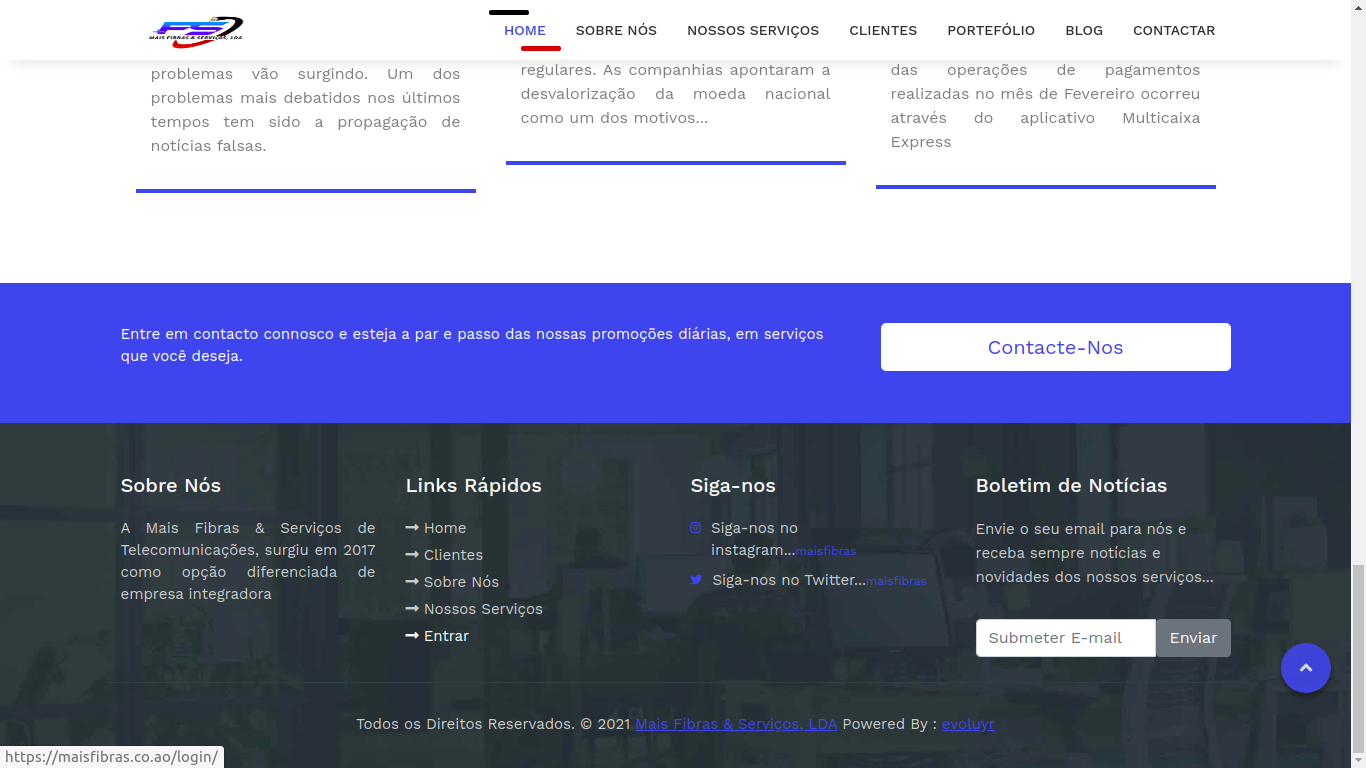 FS
MAIS FIBRAS & SERVIÇOS, LDA
HOME
SOBRE NÓS
NOSSOS SERVIÇOS
CLIENTES
PORTEFÓLIO
BLOG
CONTACTAR
problemas vão surgindo. Um dos
problemas mais debatidos nos últimos
tempos tem sido a propagação de
notícias falsas.
regulares. As companhias apontaram a
desvalorização da moeda nacional
como um dos motivos...
das operações de pagamentos
realizadas no mês de Fevereiro ocorreu
através do aplicativo Multicaixa
Express
Entre em contacto connosco e esteja a par e passo das nossas promoções diárias, em serviços
que você deseja.
Contacte-Nos
Sobre Nós
A Mais Fibras & Serviços de
Telecomunicações, surgiu em 2017
como opção diferenciada de
empresa integradora
Links Rápidos
Home
Clientes
Sobre Nós
Nossos Serviços
Entrar
Siga-nos
Siga-nos no
instagram...maisfibras
Siga-nos no Twitter...maisfibras
Boletim de Notícias
Envie o seu email para nós e
receba sempre notícias e
novidades dos nossos serviços...
Submeter E-mail
Enviar
Todos os Direitos Reservados. © 2021 Mais Fibras & Serviços, LDA Powered By : evoluyr
https://maisfibras.co.ao/login/